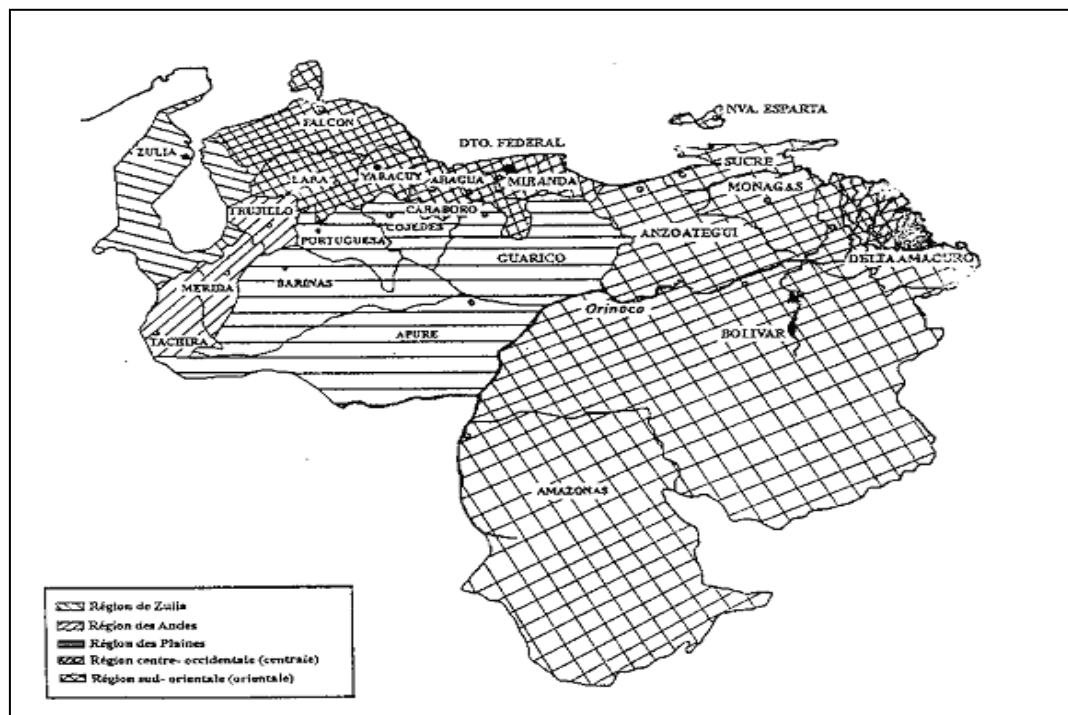 NVA. ESPARTA
FALCON
DTO. FEDERAL
ZULIA
SUCRE
LARA
YARACUY
ARAGUA
MIRANDA
MONAGAS
TRUJILLO
CARABOBO
COJEDES
PORTUGUESA
ANZOATEGUI
GUARICO
DELTA AMACURO
BARINAS
MERIDA
Orinoco
TACHIRA
APURE
BOLIVAR
AMAZONAS
Région de Zulia
Région des Andes
Région des Plaines
Région centre- occidentale (centrale)
Région sud- orientale (orientale)